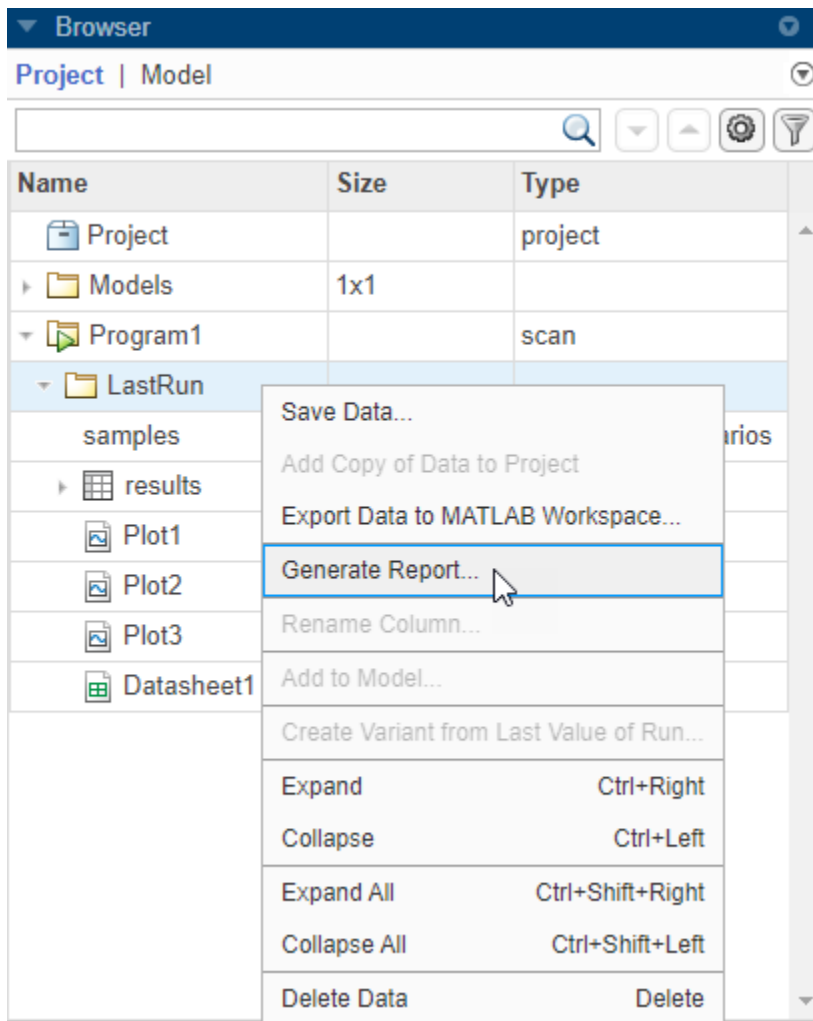 Browser
Project | Model
Name Size Type
Project project
Models 1x1
Program1 scan
LastRun
samples
results
Plot1
Plot2
Plot3
Datasheet1
Save Data...
Add Copy of Data to Project
Export Data to MATLAB Workspace...
Generate Report...
Rename Column...
Add to Model...
Create Variant from Last Value of Run...
Expand Ctrl+Right
Collapse Ctrl+Left
Expand All Ctrl+Shift+Right
Collapse All Ctrl+Shift+Left
Delete Data Delete